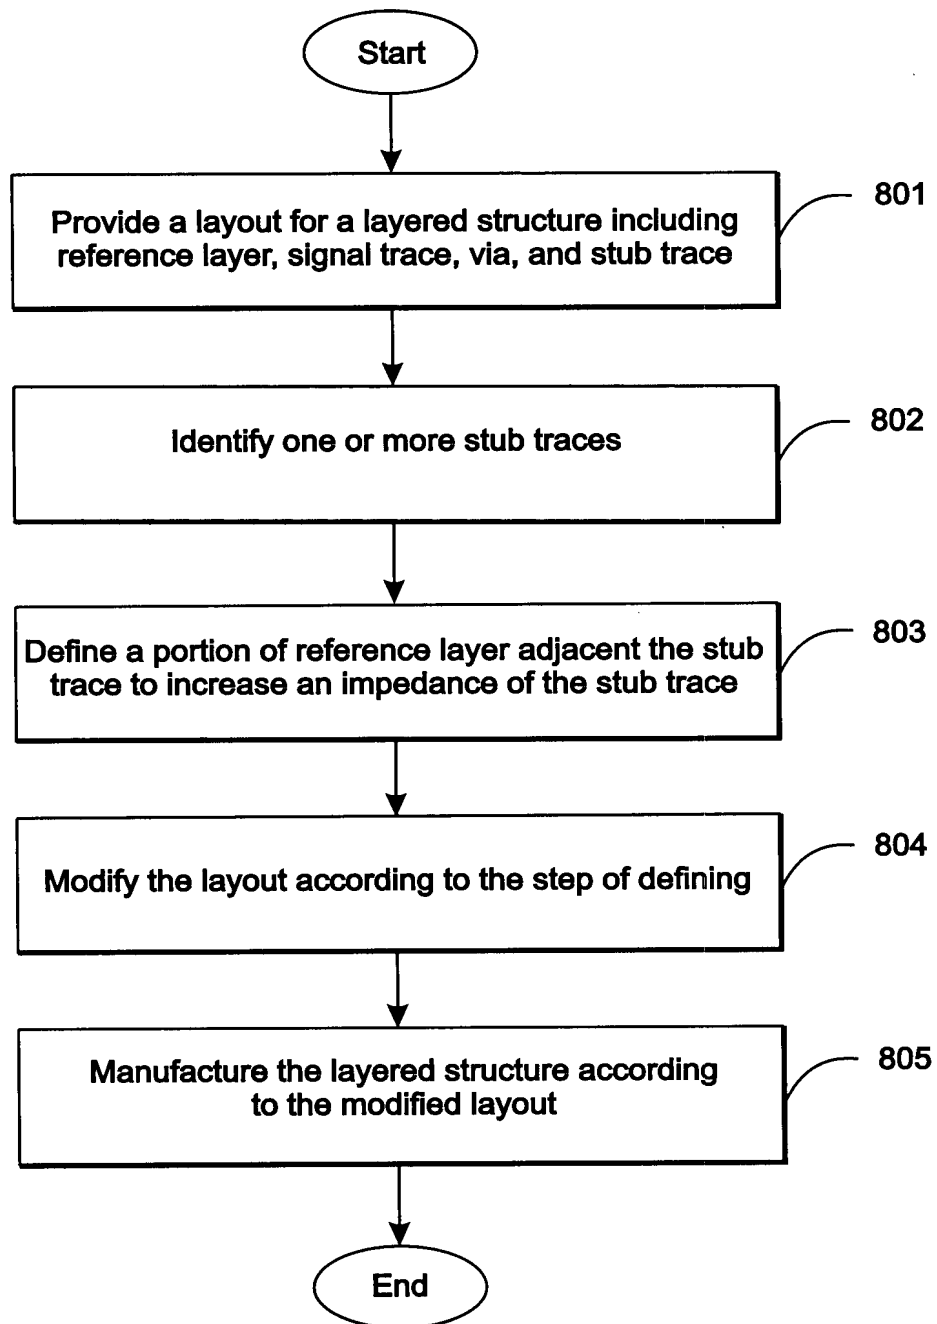 Start
Provide a layout for a layered structure including
reference layer, signal trace, via, and stub trace
801
Identify one or more stub traces
802
Define a portion of reference layer adjacent the stub
trace to increase an impedance of the stub trace
803
Modify the layout according to the step of defining
804
Manufacture the layered structure according
to the modified layout
805
End